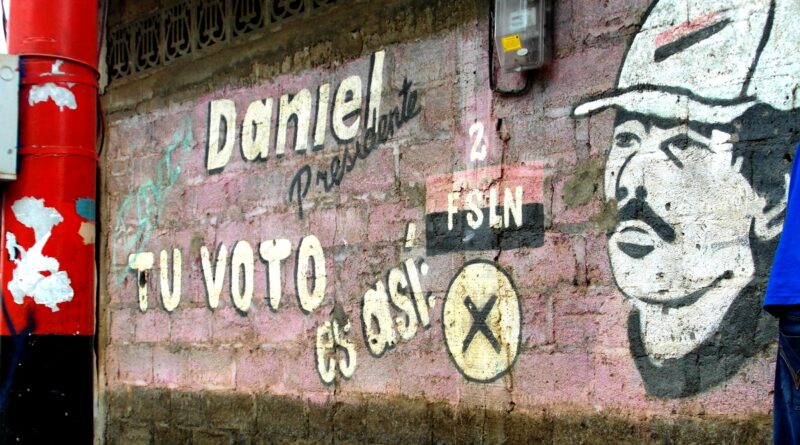 Daniel
Presidente
2
FSLN
TU VOTO
es así:
X